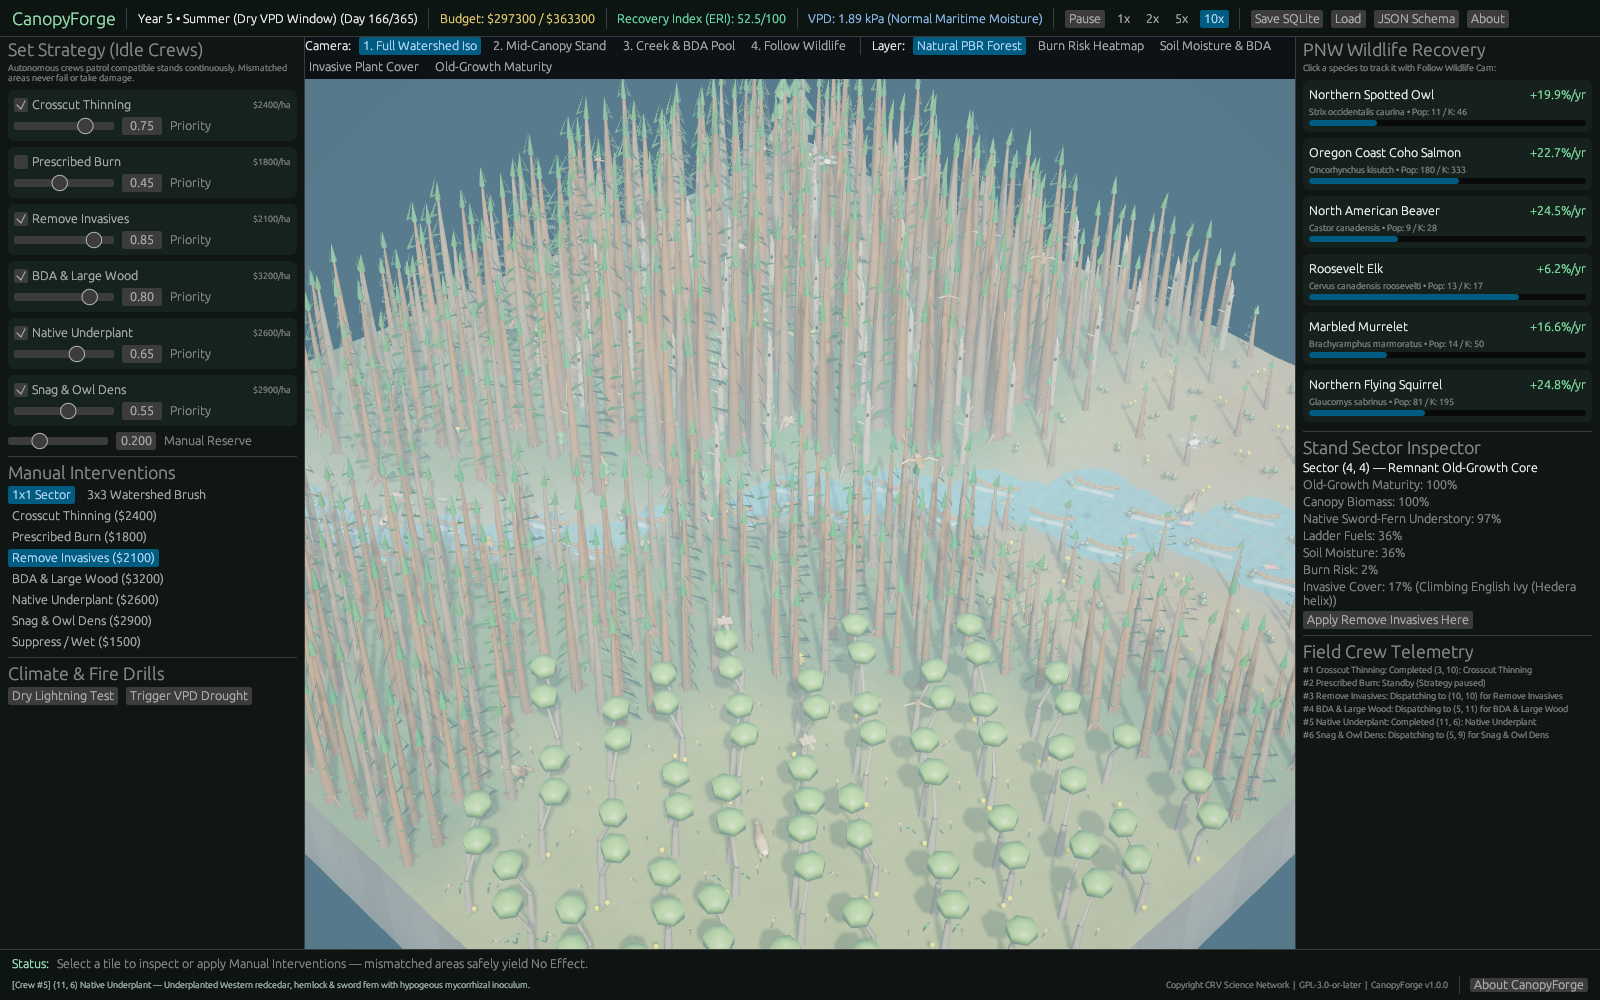 CanopyForge Year 5 • Summer (Dry VPD Window) (Day 166/365) Budget: $297300 / $363300 Recovery Index (ERI): 52.5/100 VPD: 1.89 kPa (Normal Maritime Moisture) Pause 1x 2x 5x 10x Save SQLite Load JSON Schema About
Set Strategy (Idle Crews)
Autonomous crews patrol compatible stands continuously. Mismatched
areas never fail or take damage.
Crosscut Thinning $2400/ha
0.75 Priority
Prescribed Burn $1800/ha
0.45 Priority
Remove Invasives $2100/ha
0.85 Priority
BDA & Large Wood $3200/ha
0.80 Priority
Native Underplant $2600/ha
0.65 Priority
Snag & Owl Dens $2900/ha
0.55 Priority
0.200 Manual Reserve
Manual Interventions
1x1 Sector 3x3 Watershed Brush
Crosscut Thinning ($2400)
Prescribed Burn ($1800)
Remove Invasives ($2100)
BDA & Large Wood ($3200)
Native Underplant ($2600)
Snag & Owl Dens ($2900)
Suppress / Wet ($1500)
Climate & Fire Drills
Dry Lightning Test Trigger VPD Drought
Camera: 1. Full Watershed Iso 2. Mid-Canopy Stand 3. Creek & BDA Pool 4. Follow Wildlife Layer: Natural PBR Forest Burn Risk Heatmap Soil Moisture & BDA
Invasive Plant Cover Old-Growth Maturity
PNW Wildlife Recovery
Click a species to track it with Follow Wildlife Cam:
Northern Spotted Owl +19.9%/yr
Strix occidentalis caurina • Pop: 11 / K: 46
Oregon Coast Coho Salmon +22.7%/yr
Oncorhynchus kisutch • Pop: 180 / K: 333
North American Beaver +24.5%/yr
Castor canadensis • Pop: 9 / K: 28
Roosevelt Elk +6.2%/yr
Cervus canadensis roosevelti • Pop: 13 / K: 17
Marbled Murrelet +16.6%/yr
Brachyramphus marmoratus • Pop: 14 / K: 50
Northern Flying Squirrel +24.8%/yr
Glaucomys sabrinus • Pop: 81 / K: 195
Stand Sector Inspector
Sector (4, 4) — Remnant Old-Growth Core
Old-Growth Maturity: 100%
Canopy Biomass: 100%
Native Sword-Fern Understory: 97%
Ladder Fuels: 36%
Soil Moisture: 36%
Burn Risk: 2%
Invasive Cover: 17% (Climbing English Ivy (Hedera
helix))
Apply Remove Invasives Here
Field Crew Telemetry
#1 Crosscut Thinning: Completed (3, 10): Crosscut Thinning
#2 Prescribed Burn: Standby (Strategy paused)
#3 Remove Invasives: Dispatching to (10, 10) for Remove Invasives
#4 BDA & Large Wood: Dispatching to (5, 11) for BDA & Large Wood
#5 Native Underplant: Completed (11, 6): Native Underplant
#6 Snag & Owl Dens: Dispatching to (5, 9) for Snag & Owl Dens
Status: Select a tile to inspect or apply Manual Interventions — mismatched areas safely yield No Effect.
[Crew #5] (11, 6) Native Underplant — Underplanted Western redcedar, hemlock & sword fern with hypogeous mycorrhizal inoculum.
Copyright CRV Science Network | GPL-3.0-or-later | CanopyForge v1.0.0 About CanopyForge